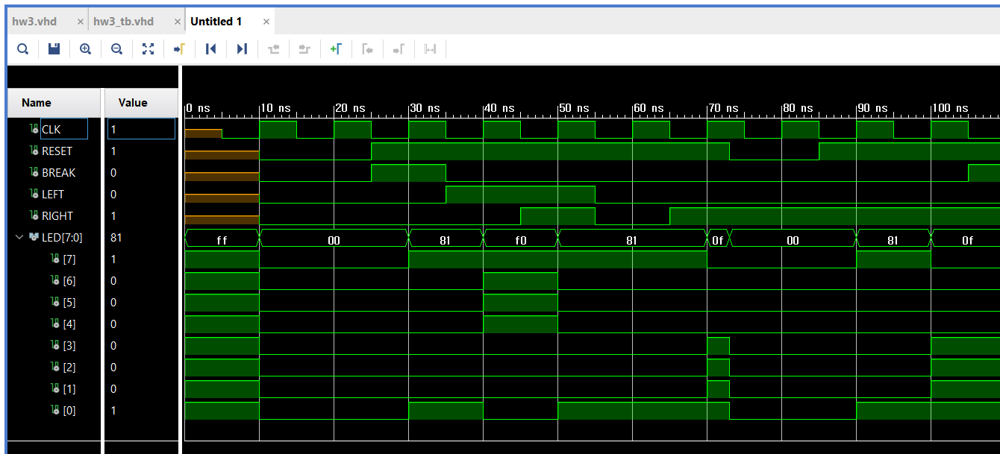 hw3.vhd × hw3_tb.vhd × Untitled 1 ×
Name Value 0 ns 10 ns 20 ns 30 ns 40 ns 50 ns 60 ns 70 ns 80 ns 90 ns 100 ns
CLK 1
RESET 1
BREAK 0
LEFT 0
RIGHT 1
LED[7:0] 81 ff 00 81 f0 81 0f 00 81 0f
[7] 1
[6] 0
[5] 0
[4] 0
[3] 0
[2] 0
[1] 0
[0] 1